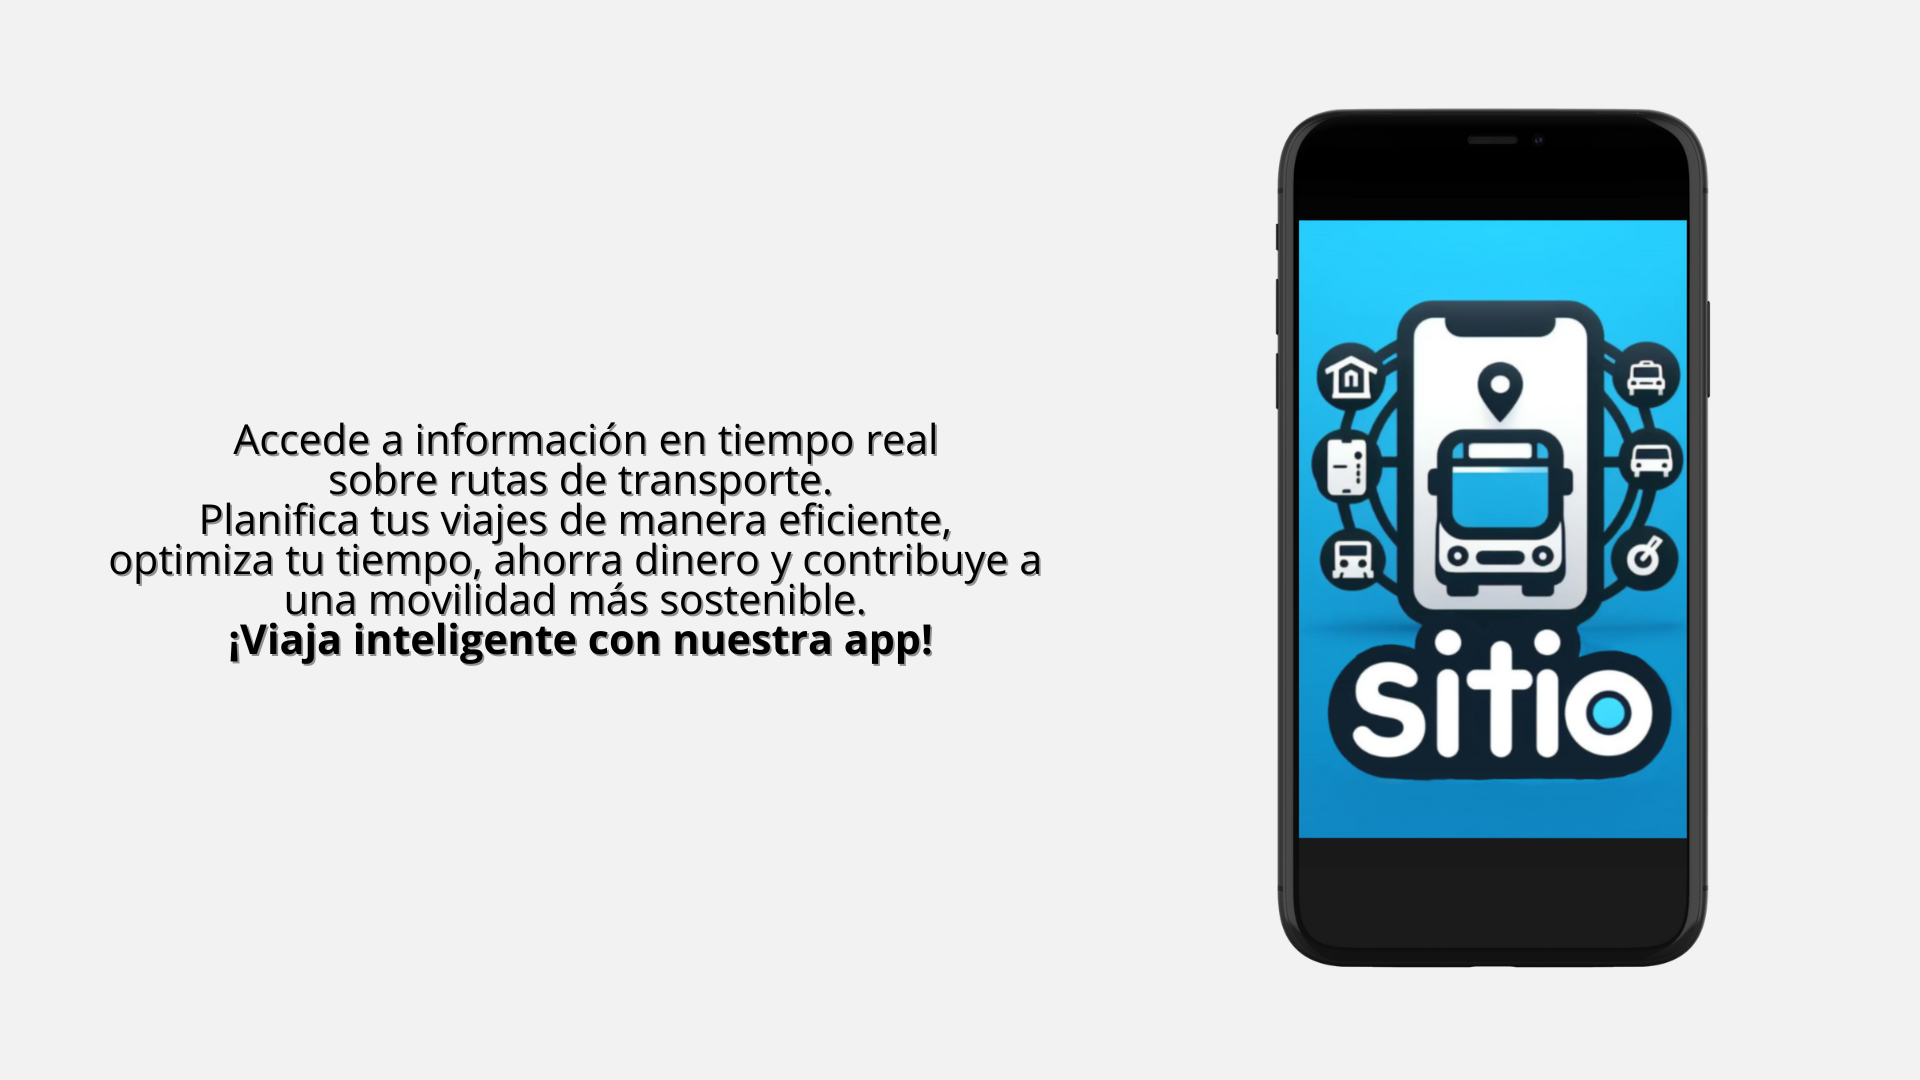 Accede a información en tiempo real
sobre rutas de transporte.
Planifica tus viajes de manera eficiente,
optimiza tu tiempo, ahorra dinero y contribuye a
una movilidad más sostenible.
¡Viaja inteligente con nuestra app!
sitio